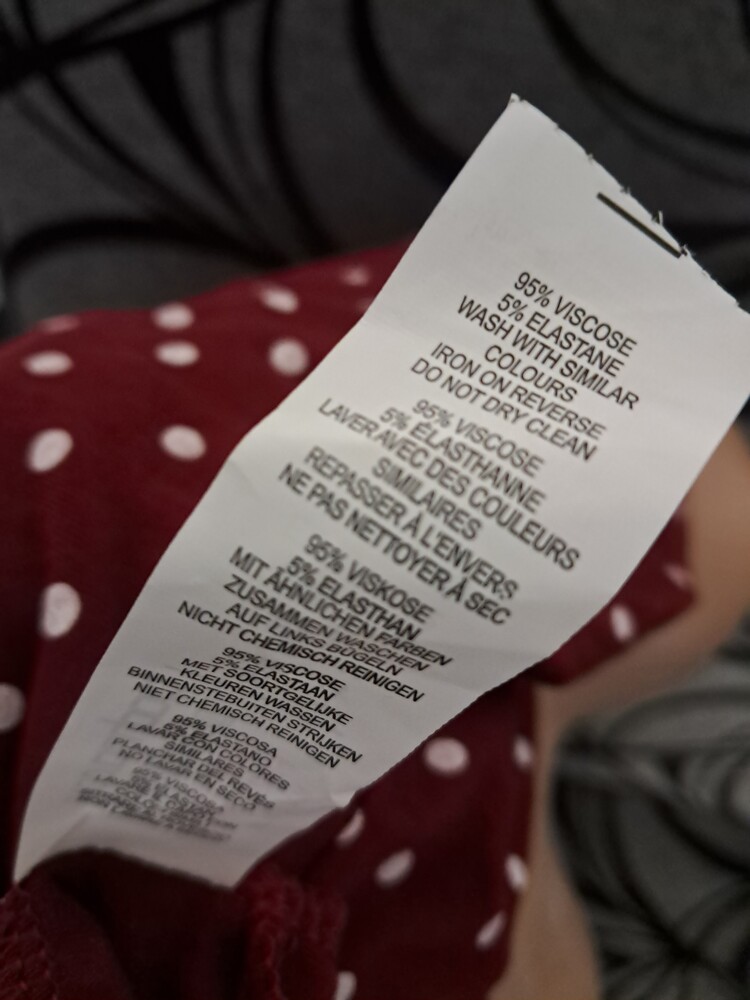 95% VISCOSE
5% ELASTANE
WASH WITH SIMILAR
COLOURS
IRON ON REVERSE
DO NOT DRY CLEAN
95% VISCOSE
5% ÉLASTHANNE
LAVER AVEC DES COULEURS
SIMILAIRES
REPASSER À L'ENVERS
NE PAS NETTOYER À SEC
95% VISKOSE
5% ELASTHAN
MIT ÄHNLICHEN FARBEN
ZUSAMMEN WASCHEN
AUF LINKS BÜGELN
NICHT CHEMISCH REINIGEN
95% VISCOSE
5% ELASTAAN
MET SOORTGELIJKE
KLEUREN WASSEN
BINNENSTEBUITEN STRIJKEN
NIET CHEMISCH REINIGEN
95% VISCOSA
5% ELASTANO
LAVAR CON COLORES
SIMILARES
PLANCHAR DEL REVÉS
NO LASAR EN SECO
95% VISCOSA